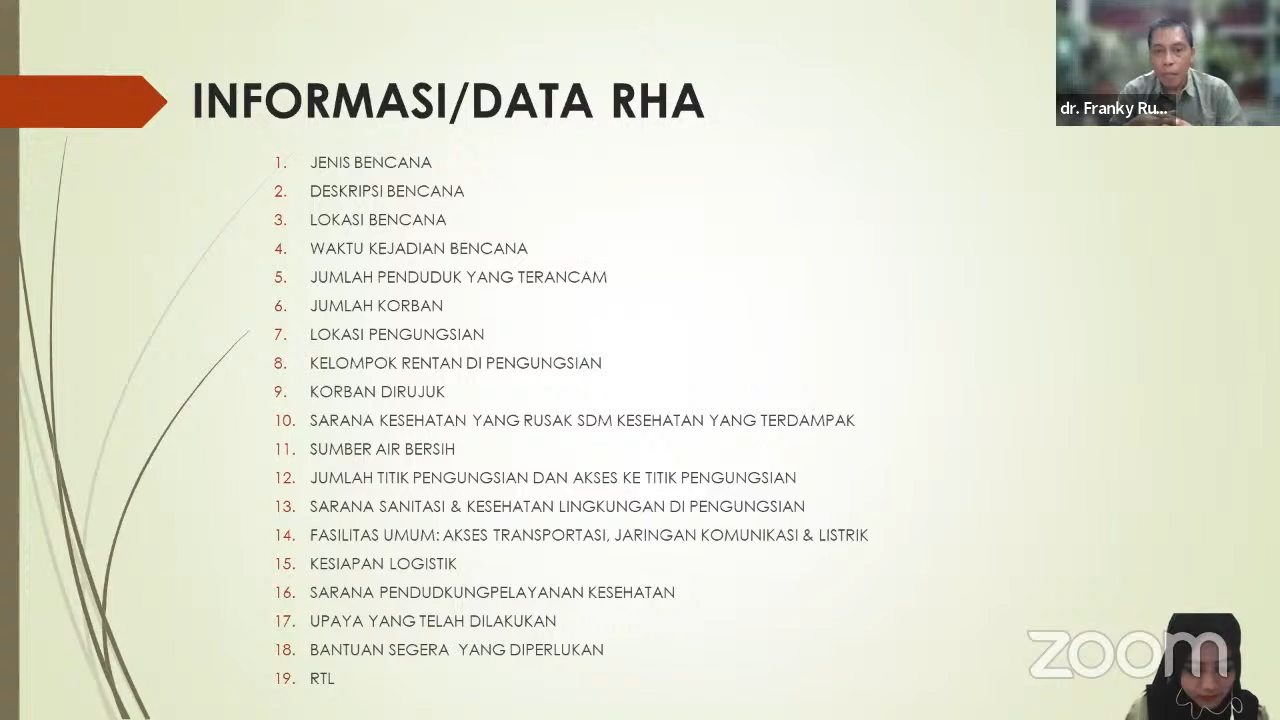 INFORMASI/DATA RHA
dr. Franky Ru...
1. JENIS BENCANA
2. DESKRIPSI BENCANA
3. LOKASI BENCANA
4. WAKTU KEJADIAN BENCANA
5. JUMLAH PENDUDUK YANG TERANCAM
6. JUMLAH KORBAN
7. LOKASI PENGUNGSIAN
8. KELOMPOK RENTAN DI PENGUNGSIAN
9. KORBAN DIRUJUK
10. SARANA KESEHATAN YANG RUSAK SDM KESEHATAN YANG TERDAMPAK
11. SUMBER AIR BERSIH
12. JUMLAH TITIK PENGUNGSIAN DAN AKSES KE TITIK PENGUNGSIAN
13. SARANA SANITASI & KESEHATAN LINGKUNGAN DI PENGUNGSIAN
14. FASILITAS UMUM: AKSES TRANSPORTASI, JARINGAN KOMUNIKASI & LISTRIK
15. KESIAPAN LOGISTIK
16. SARANA PENDUDKUNGPELAYANAN KESEHATAN
17. UPAYA YANG TELAH DILAKUKAN
18. BANTUAN SEGERA YANG DIPERLUKAN
19. RTL
zoom